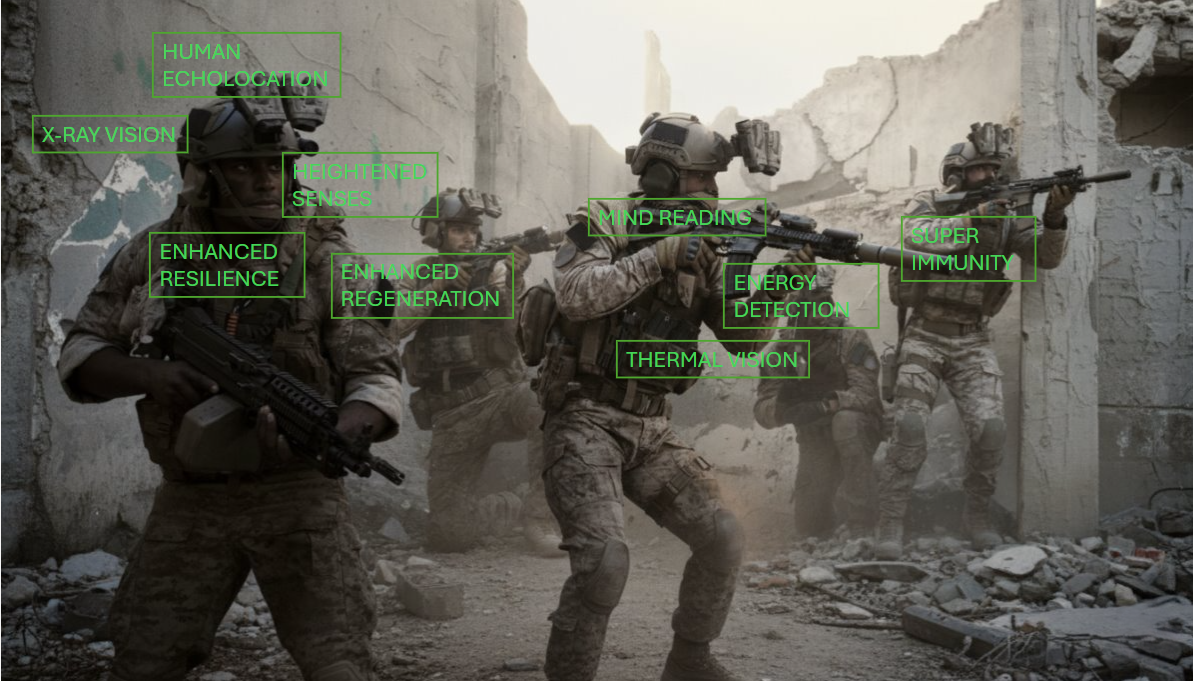 HUMAN
ECHOLOCATION
X-RAY VISION
HEIGHTENED
SENSES
ENHANCED
RESILIENCE
ENHANCED
REGENERATION
MIND READING
ENERGY
DETECTION
THERMAL VISION
SUPER
IMMUNITY